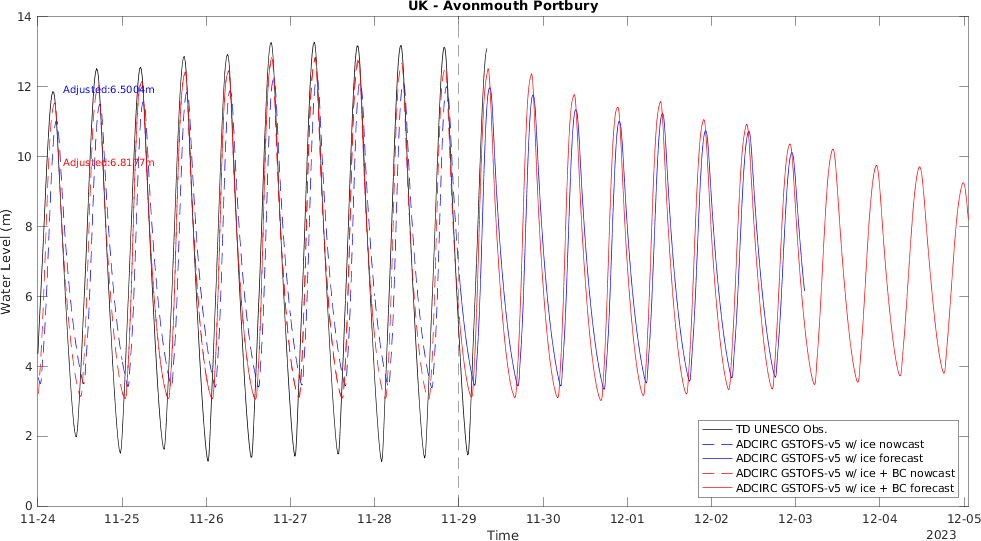 UK - Avonmouth Portbury
14
12
10
8
6
4
2
0
Water Level (m)
Adjusted:6.5004m
Adjusted:6.8177m
TD UNESCO Obs.
ADCIRC GSTOFS-v5 w/ ice nowcast
ADCIRC GSTOFS-v5 w/ ice forecast
ADCIRC GSTOFS-v5 w/ ice + BC nowcast
ADCIRC GSTOFS-v5 w/ ice + BC forecast
11-24 11-25 11-26 11-27 11-28 11-29 11-30 12-01 12-02 12-03 12-04 12-05
Time
2023